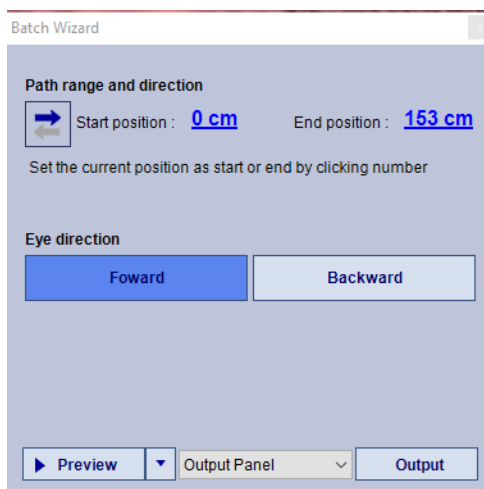 Batch Wizard
Path range and direction
Start position : 0 cm End position : 153 cm
Set the current position as start or end by clicking number
Eye direction
Foward Backward
Preview Output Panel Output